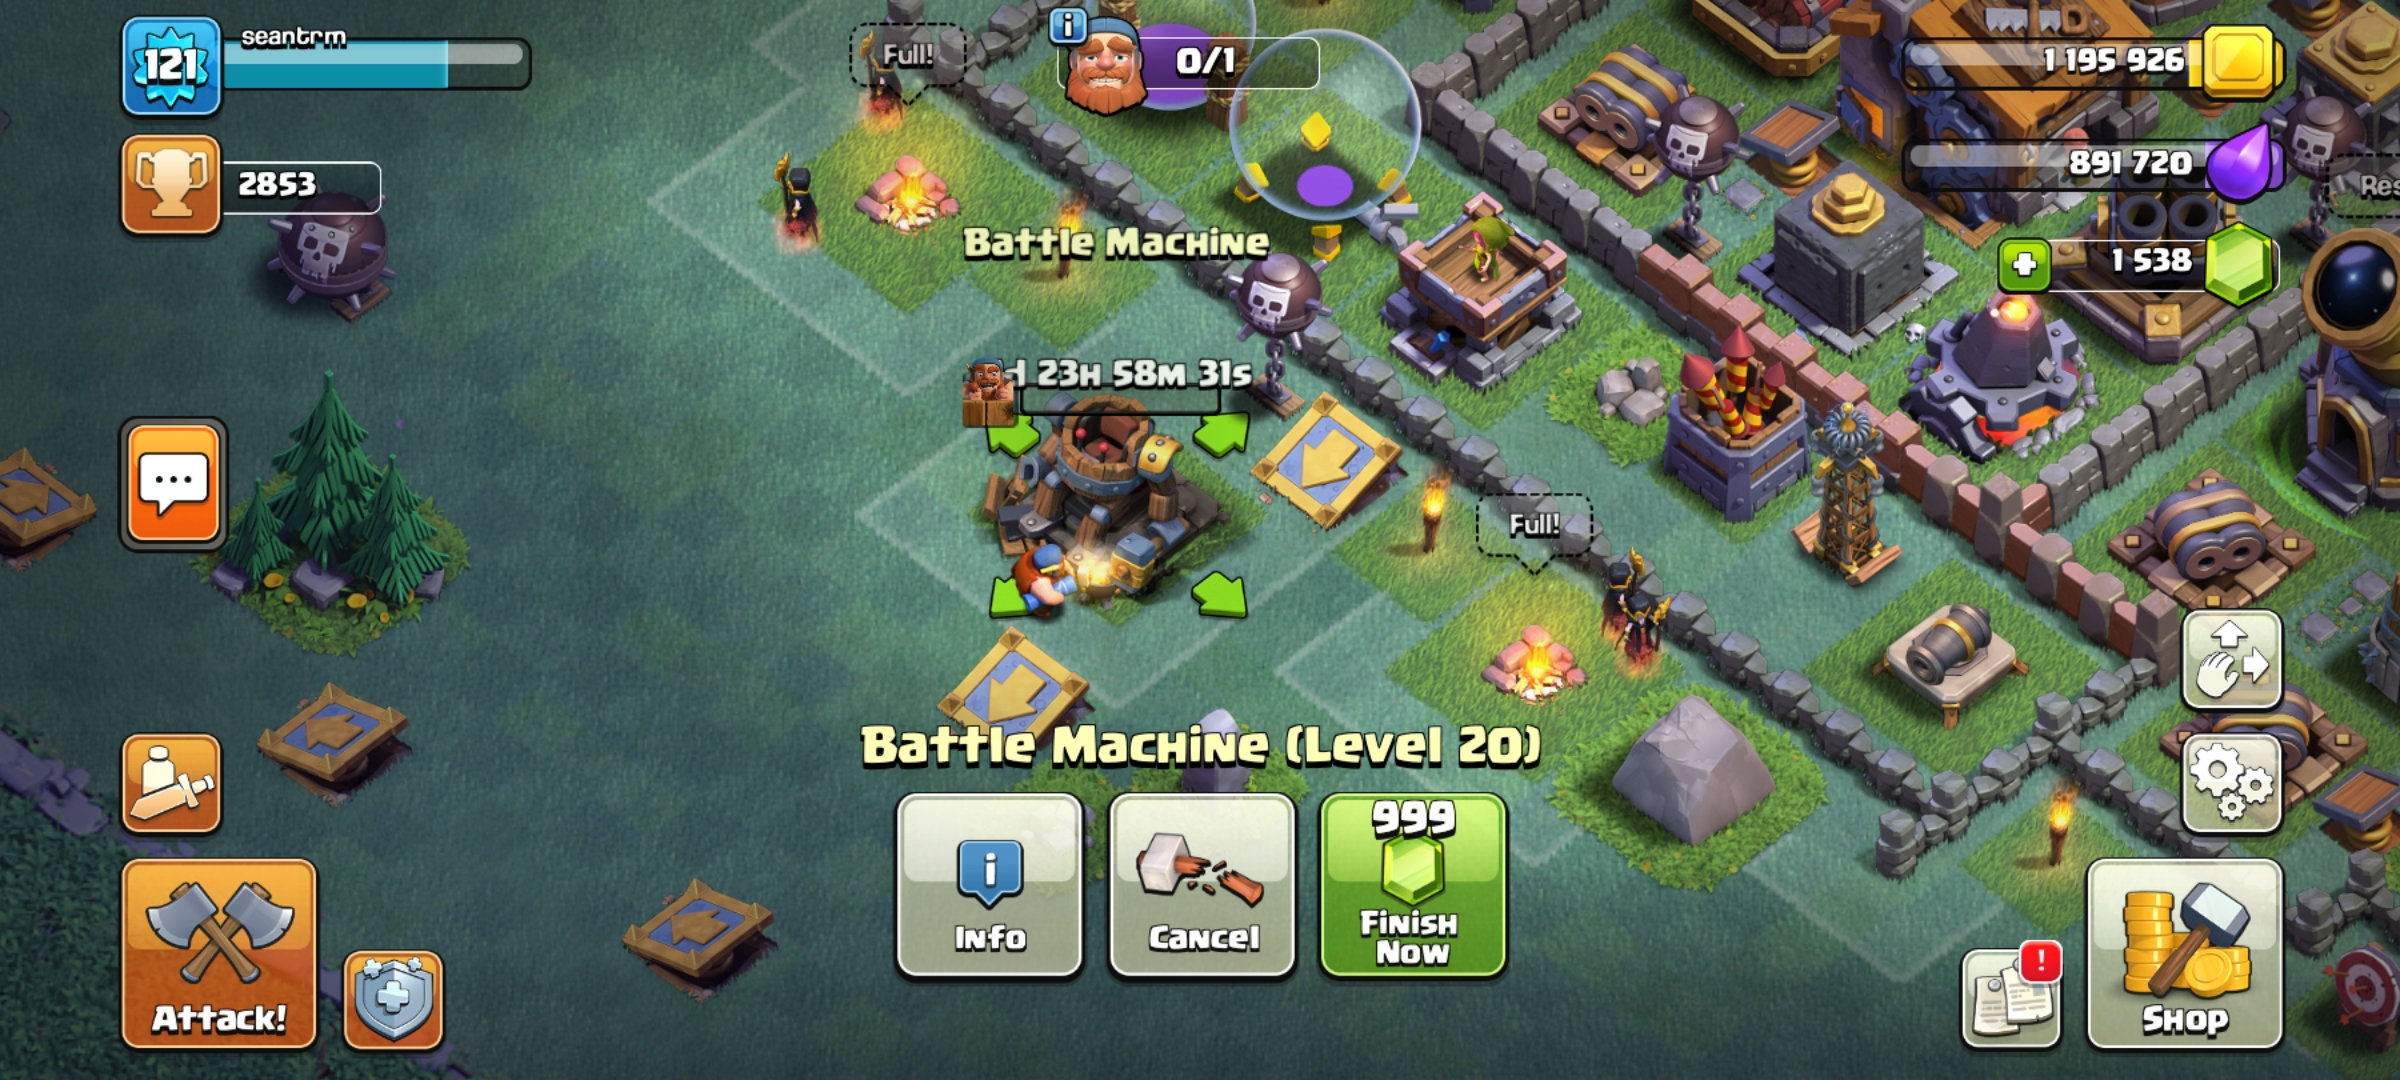 121
seantrm
Full!
0/1
1 195 926
2853
891 720
Res
1 538
Battle Machine
23H 58M 31s
Full!
Battle Machine (Level 20)
Info
Cancel
999
Finish
Now
Attack!
!
Shop